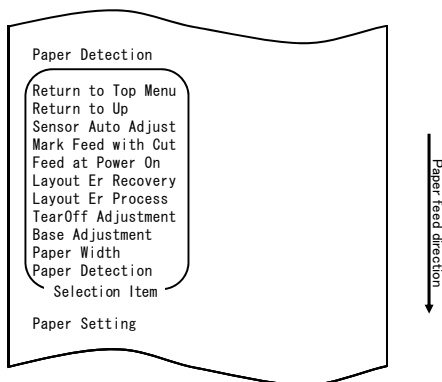 Paper Detection
Return to Top Menu
Return to Up
Sensor Auto Adjust
Mark Feed with Cut
Feed at Power On
Layout Er Recovery
Layout Er Process
TearOff Adjustment
Base Adjustment
Paper Width
Paper Detection
Selection Item
Paper Setting
Paper feed direction